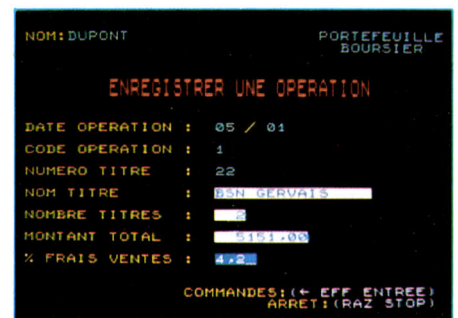 NOM:DUPONT PORTEFEUILLE
BOURSIER
ENREGISTRER UNE OPERATION
DATE OPERATION : 05 / 01
CODE OPERATION : 1
NUMERO TITRE : 22
NOM TITRE : BSN GERVAIS
NOMBRE TITRES : 2
MONTANT TOTAL : 5151,00
% FRAIS VENTES : 4,2
COMMANDES:(← EFF ENTREE)
ARRET:(RAZ STOP)